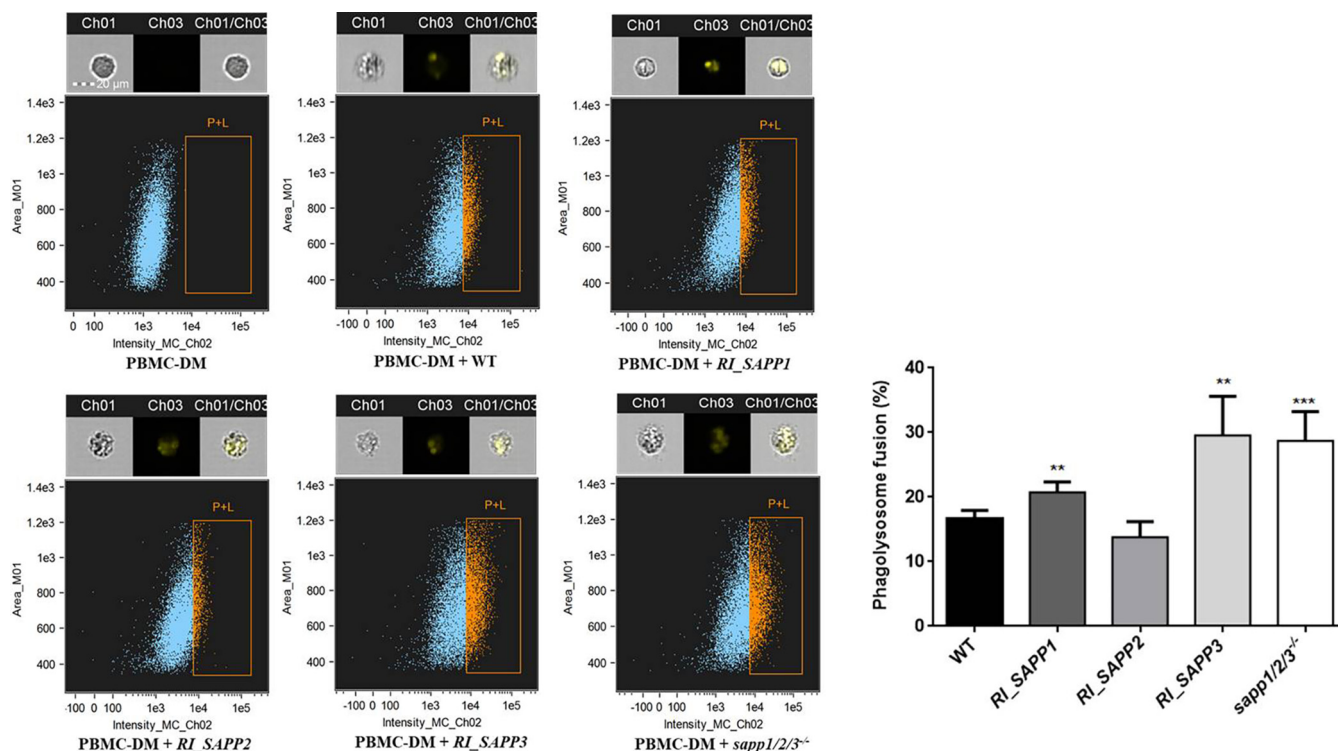 Ch01 Ch03 Ch01/Ch03
20 µm
1.4e3
1.2e3
1e3
800
600
400
Area_M01
P+L
0 100 1e3 1e4 1e5
Intensity_MC_Ch02
PBMC-DM
Ch01 Ch03 Ch01/Ch03
1.4e3
1.2e3
1e3
800
600
400
Area_M01
P+L
-100 0 100 1e3 1e4 1e5
Intensity_MC_Ch02
PBMC-DM + WT
Ch01 Ch03 Ch01/Ch03
1.4e3
1.2e3
1e3
800
600
400
Area_M01
P+L
-100 0 100 1e3 1e4 1e5
Intensity_MC_Ch02
PBMC-DM + RI_SAPP1
Ch01 Ch03 Ch01/Ch03
1.4e3
1.2e3
1e3
800
600
400
Area_M01
P+L
-100 0 100 1e3 1e4 1e5
Intensity_MC_Ch02
PBMC-DM + RI_SAPP2
Ch01 Ch03 Ch01/Ch03
1.4e3
1.2e3
1e3
800
600
400
Area_M01
P+L
-100 0 100 1e3 1e4 1e5
Intensity_MC_Ch02
PBMC-DM + RI_SAPP3
Ch01 Ch03 Ch01/Ch03
1.4e3
1.2e3
1e3
800
600
400
Area_M01
P+L
-100 0 100 1e3 1e4 1e5
Intensity_MC_Ch02
PBMC-DM + sapp1/2/3-/-
Phagolysosome fusion (%)
40
30
20
10
0
**
**
***
WT
RI_SAPP1
RI_SAPP2
RI_SAPP3
sapp1/2/3-/-